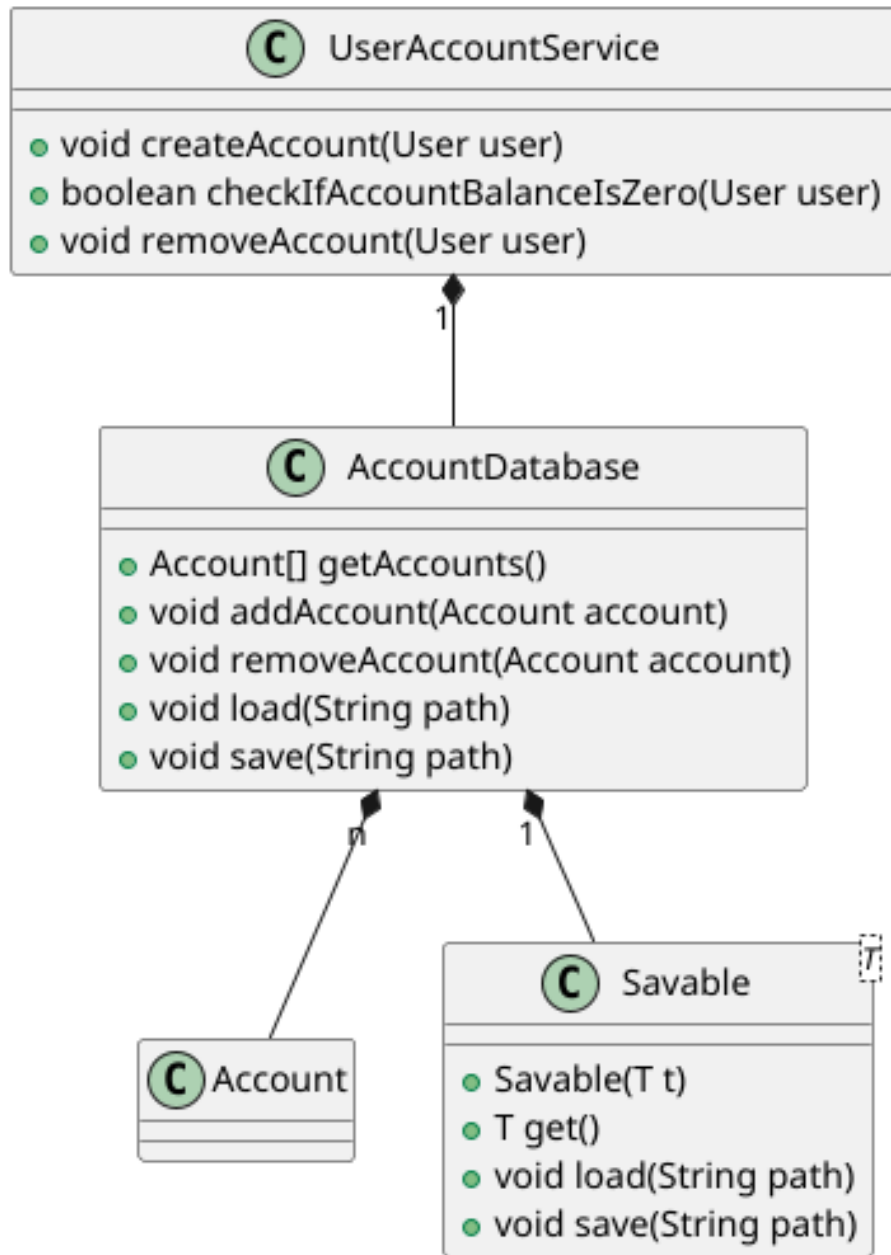 C UserAccountService
void createAccount(User user)
boolean checkIfAccountBalanceIsZero(User user)
void removeAccount(User user)
1
C AccountDatabase
Account[] getAccounts()
void addAccount(Account account)
void removeAccount(Account account)
void load(String path)
void save(String path)
n
1
C Account
C Savable
T
Savable(T t)
T get()
void load(String path)
void save(String path)